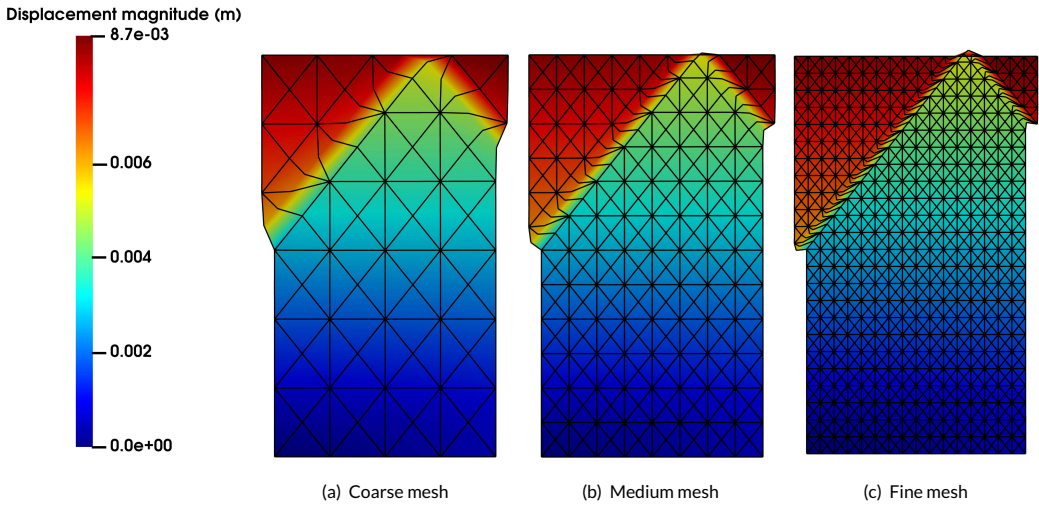 Displacement magnitude (m)
8.7e-03
0.006
0.004
0.002
0.0e+00
(a) Coarse mesh
(b) Medium mesh
(c) Fine mesh